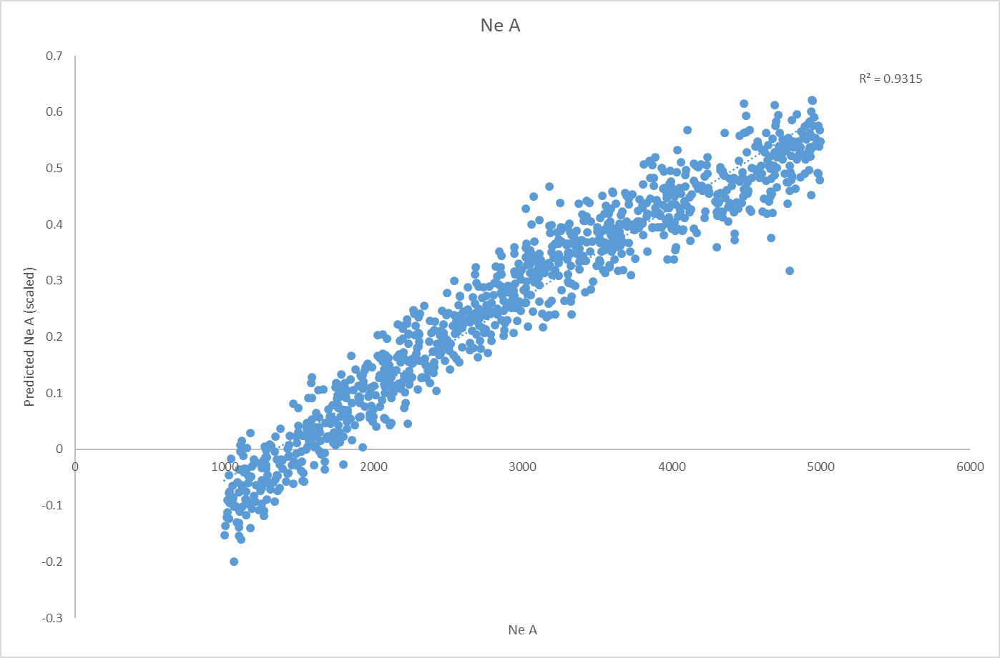 Ne A
R² = 0.9315
0.7
0.6
0.5
0.4
0.3
0.2
0.1
0
-0.1
-0.2
-0.3
Predicted Ne A (scaled)
0 1000 2000 3000 4000 5000 6000
Ne A